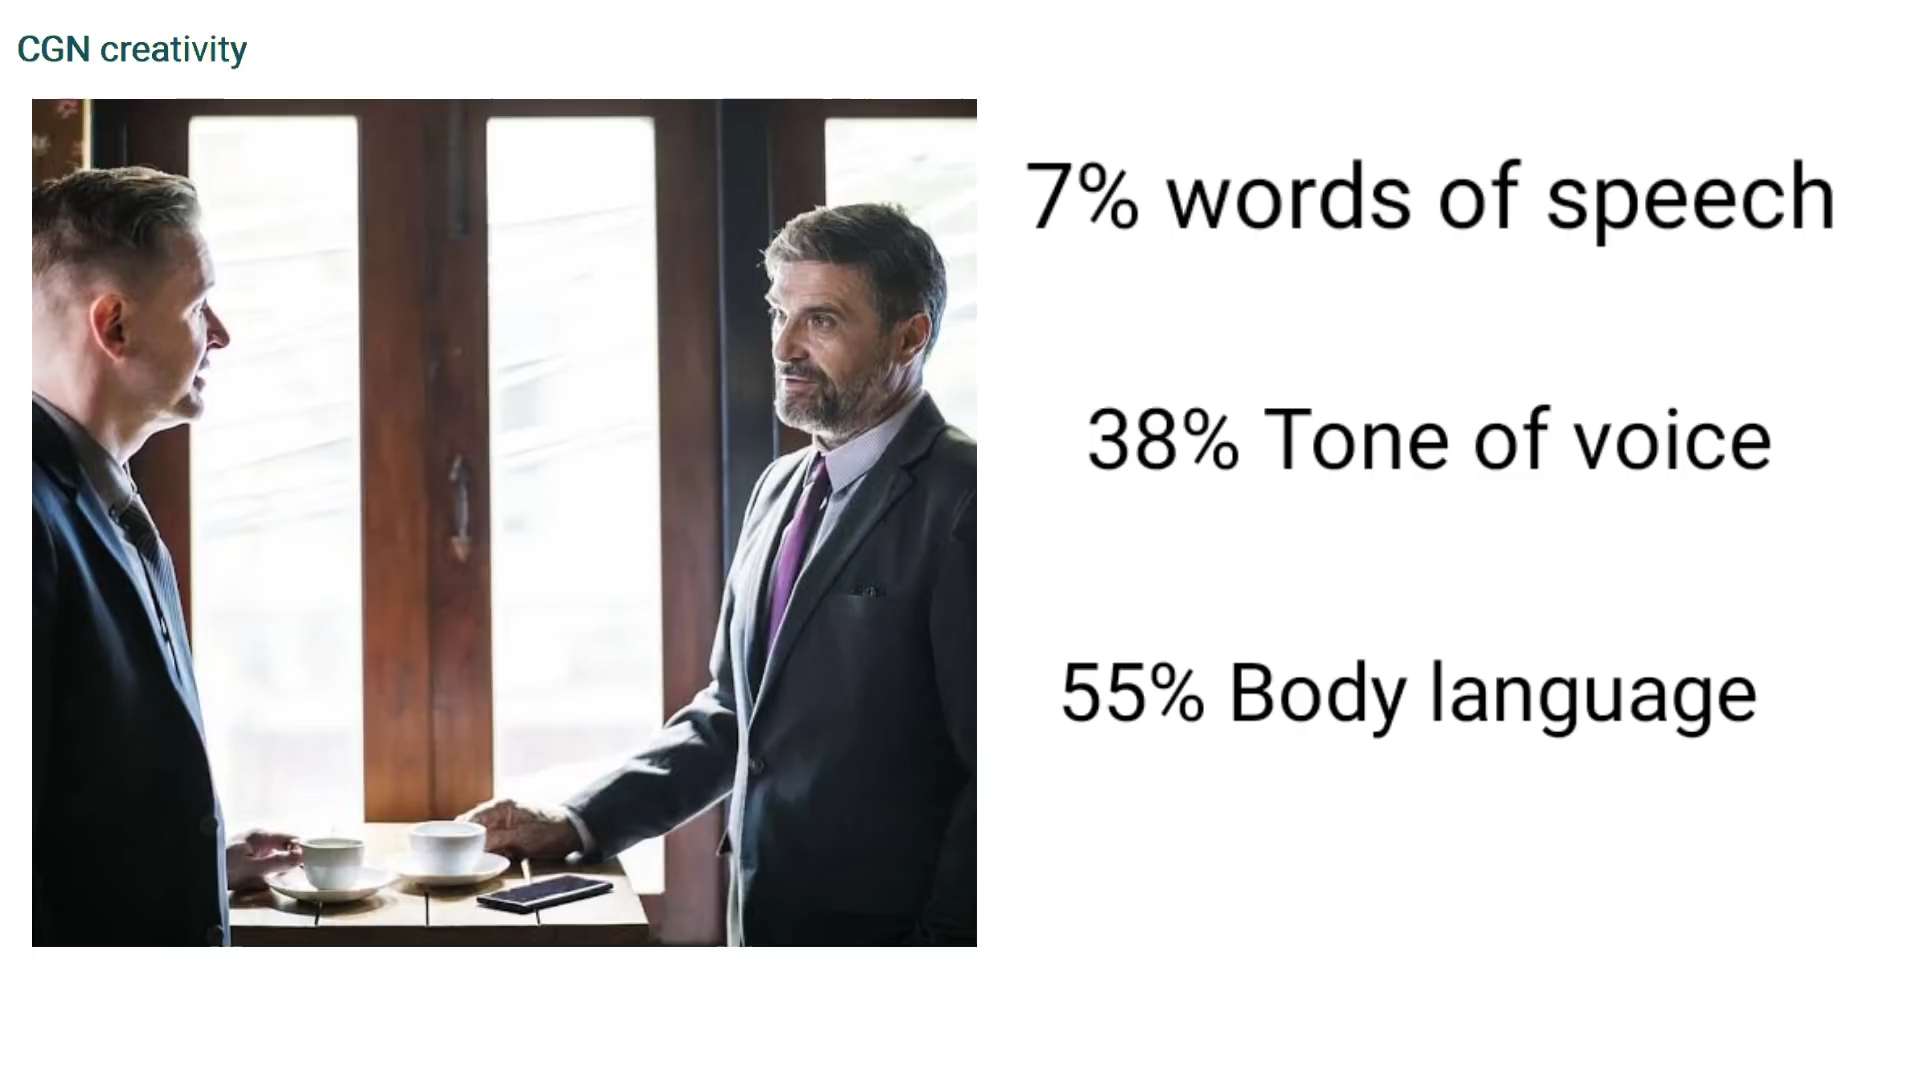 CGN creativity
7% words of speech
38% Tone of voice
55% Body language